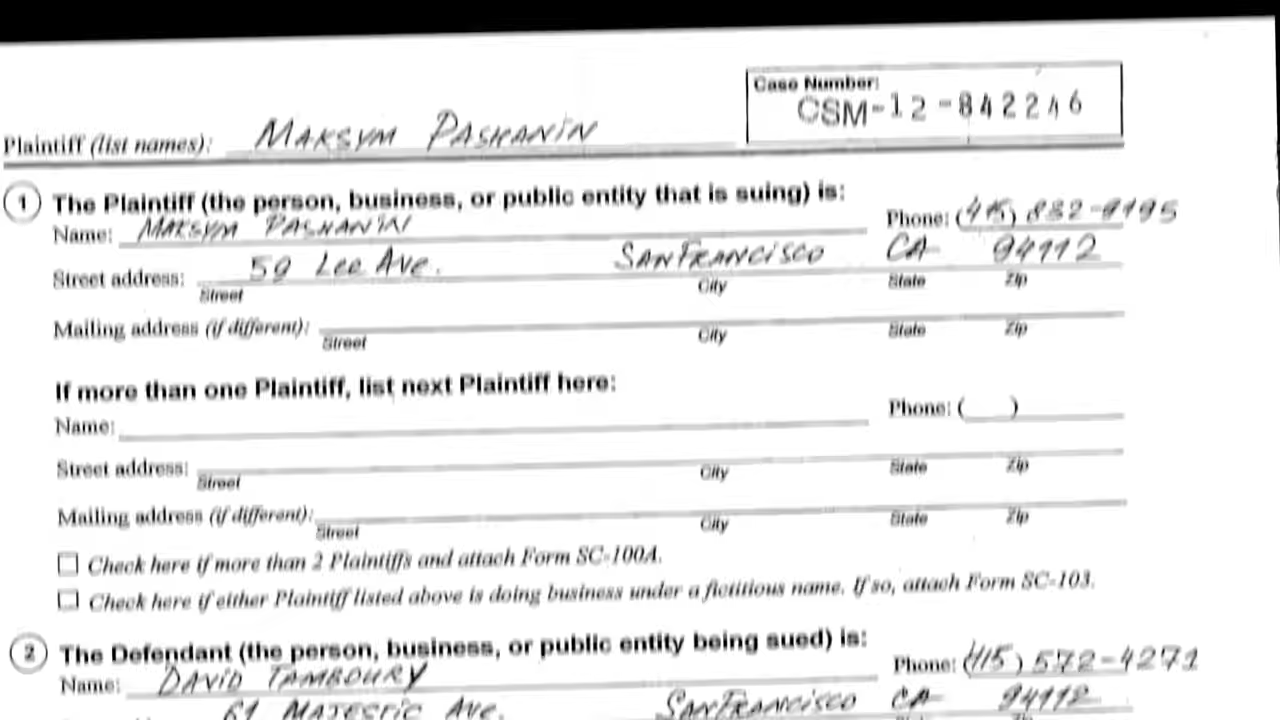 Case Number:
CSM-12-842246
Plaintiff (list names): MAKSYM PASHANIN
1 The Plaintiff (the person, business, or public entity that is suing) is:
Name: MAKSYM PASHANIN Phone: (415) 832-9195
Street address: 59 Lee Ave. SAN FRANCISCO CA 94112
Street City State Zip
Mailing address (if different):
Street City State Zip
If more than one Plaintiff, list next Plaintiff here:
Name: Phone: ( )
Street address:
Street City State Zip
Mailing address (if different):
Street City State Zip
Check here if more than 2 Plaintiffs and attach Form SC-100A.
Check here if either Plaintiff listed above is doing business under a fictitious name. If so, attach Form SC-103.
2 The Defendant (the person, business, or public entity being sued) is:
Name: DAVID TAMBOURY Phone: (415) 572-4271
61 MAJESTIC AVE. SAN FRANCISCO CA 94112